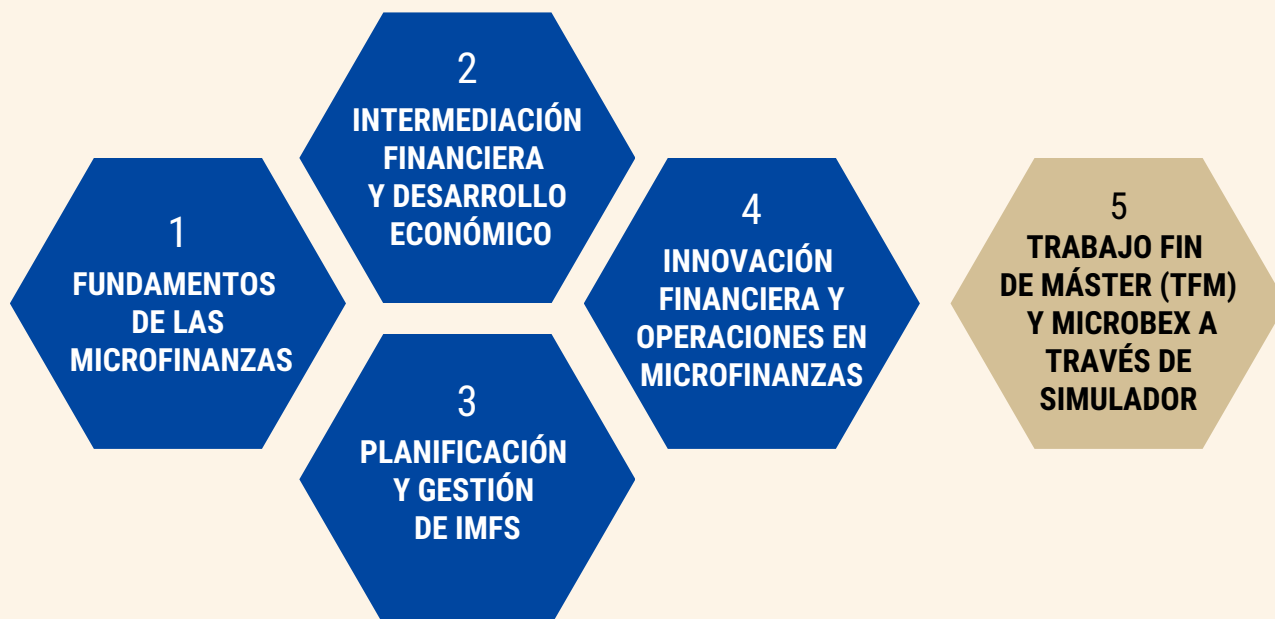 1
FUNDAMENTOS
DE LAS
MICROFINANZAS
2
INTERMEDIACIÓN
FINANCIERA
Y DESARROLLO
ECONÓMICO
3
PLANIFICACIÓN
Y GESTIÓN
DE IMFS
4
INNOVACIÓN
FINANCIERA Y
OPERACIONES EN
MICROFINANZAS
5
TRABAJO FIN
DE MÁSTER (TFM)
Y MICROBEX A
TRAVÉS DE
SIMULADOR